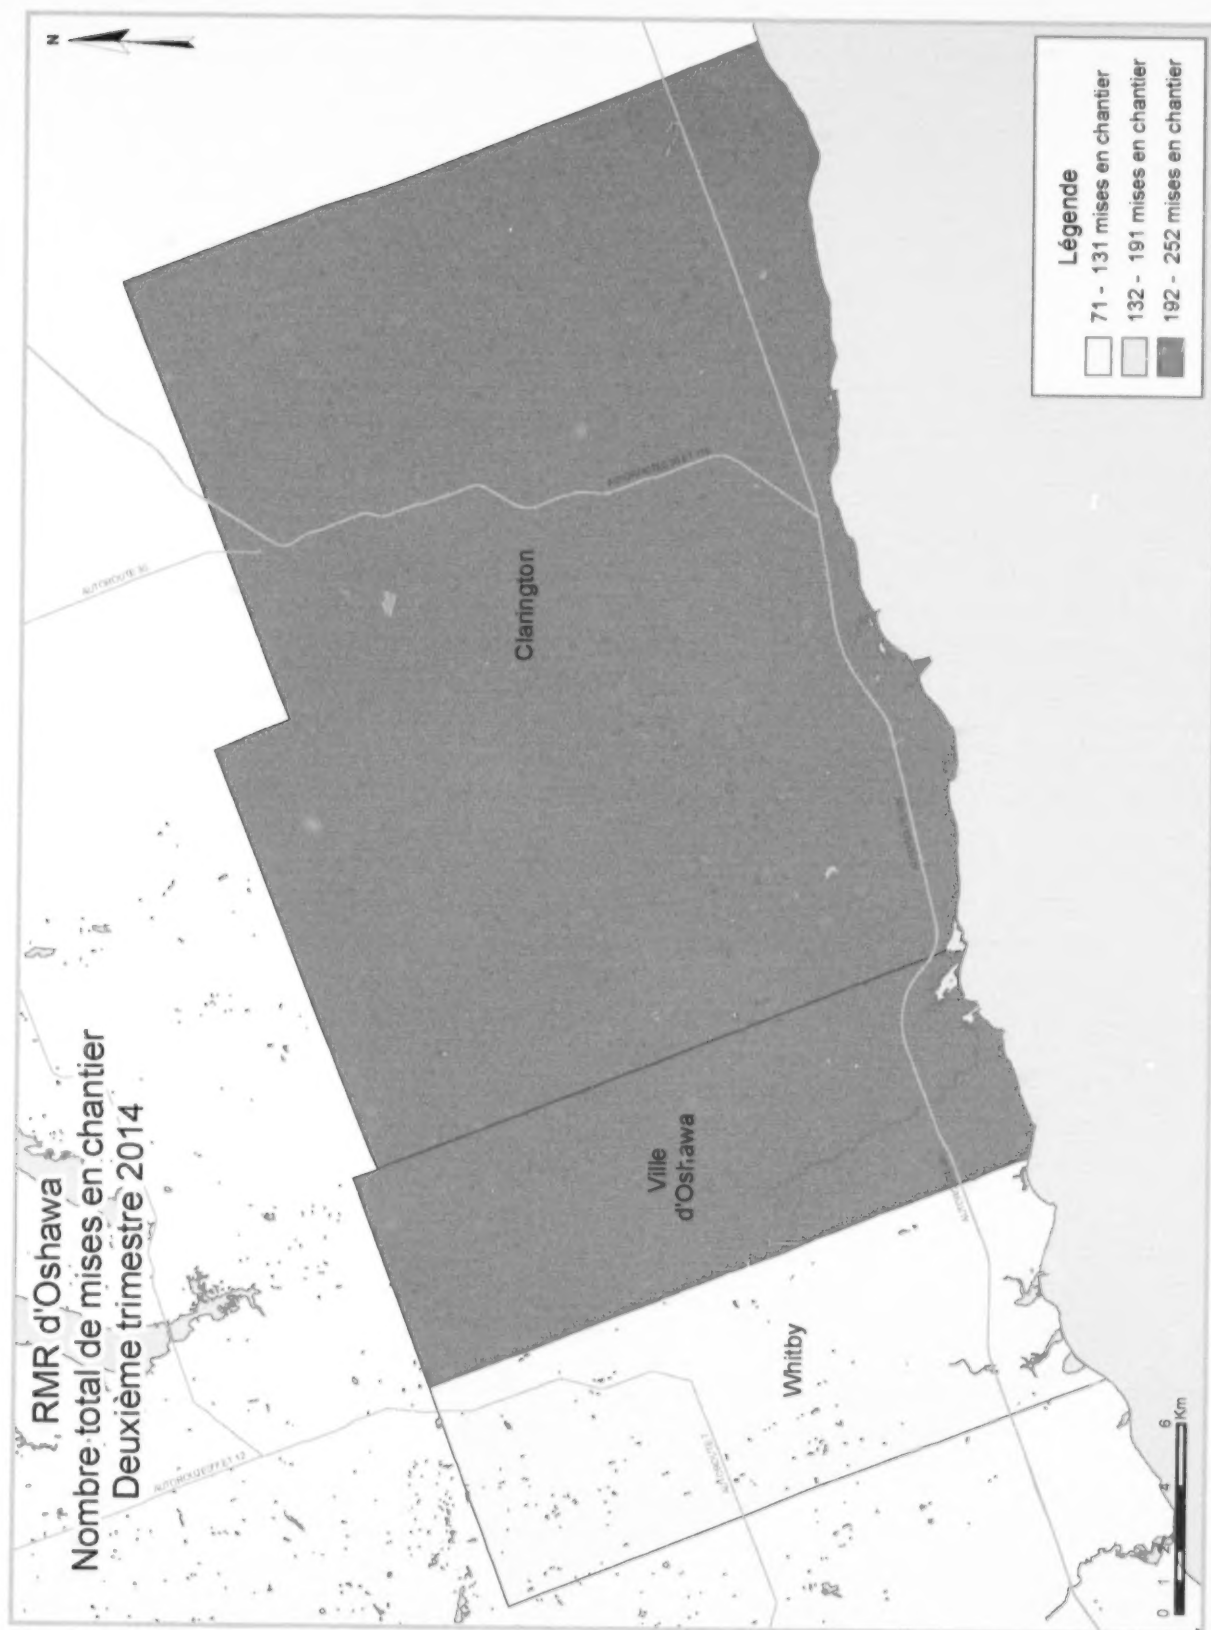 RMR d'Oshawa
Nombre total de mises en chantier
Deuxième trimestre 2014
N
Clarington
Ville
d'Oshawa
Whitby
Légende
71 - 131 mises en chantier
132 - 191 mises en chantier
192 - 252 mises en chantier
0 1 2 4 6
Km